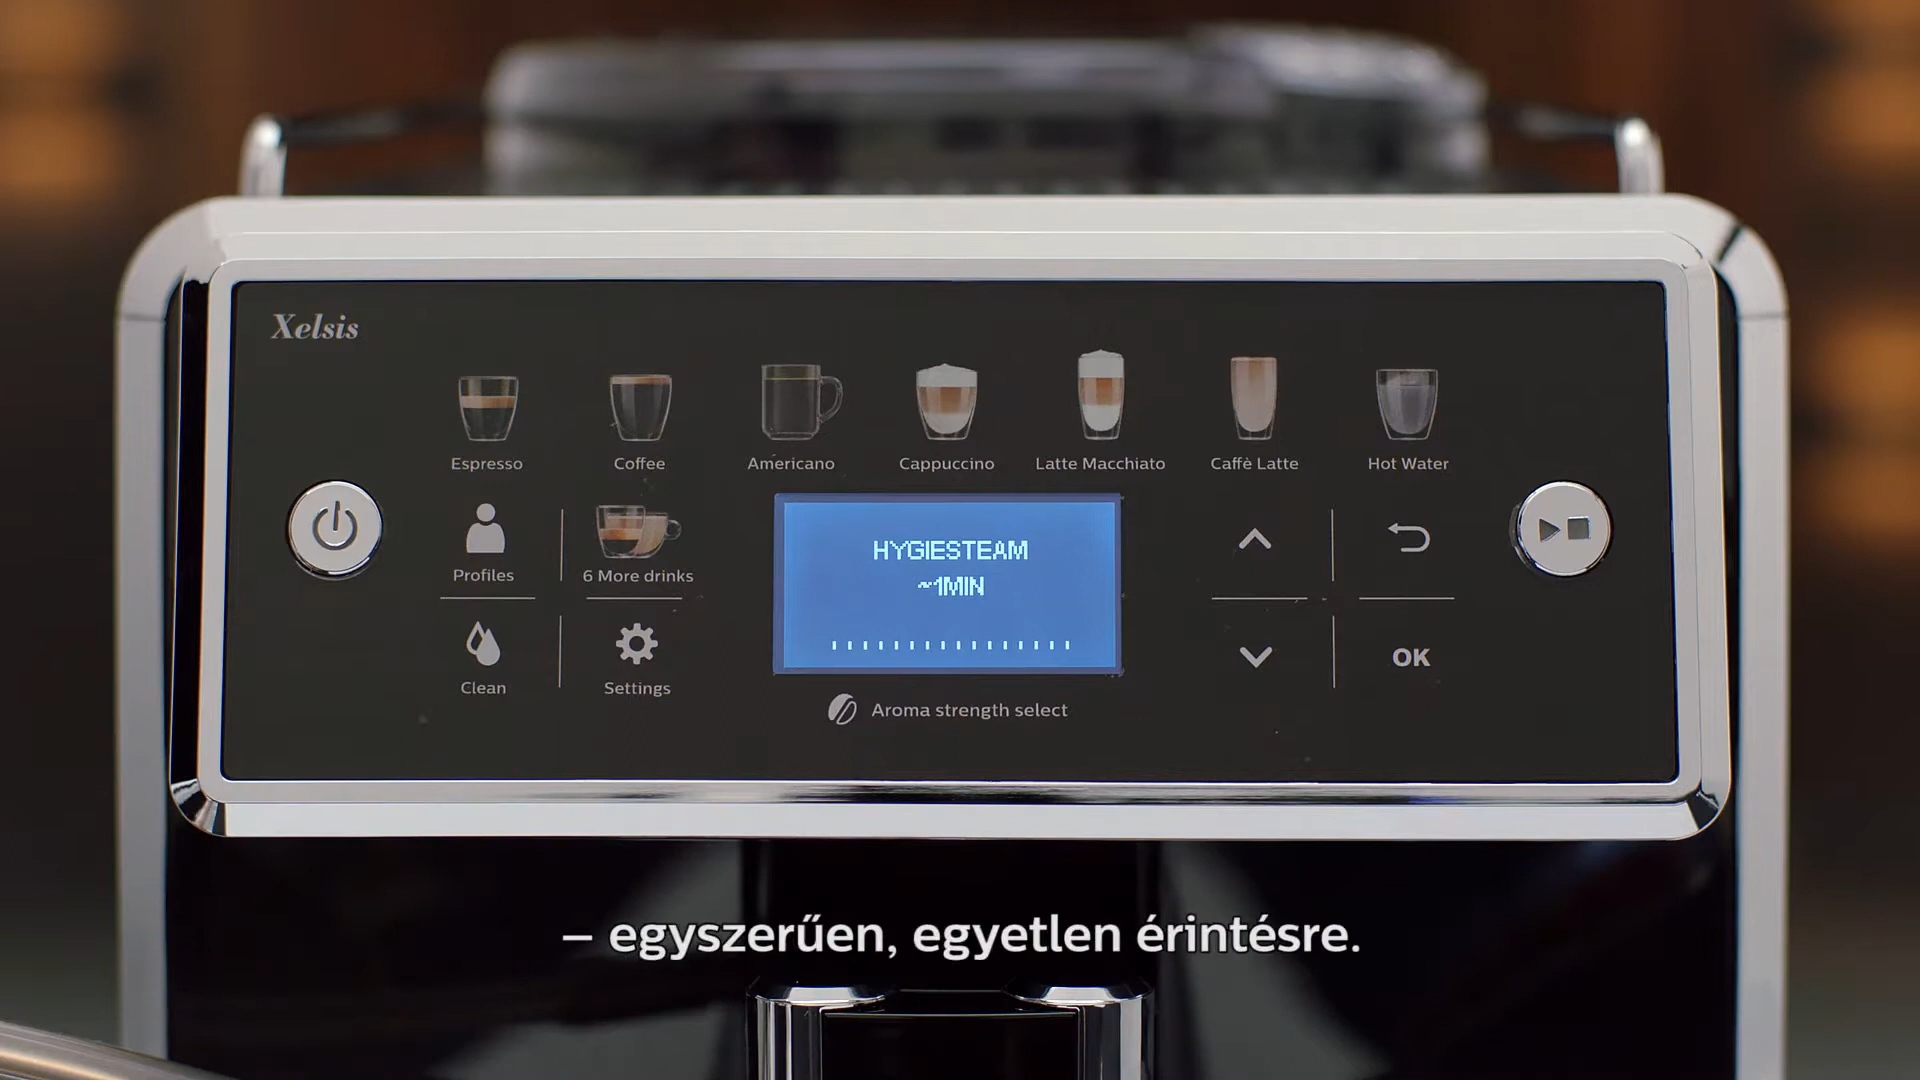 Xelsis
Espresso
Coffee
Americano
Cappuccino
Latte Macchiato
Caffè Latte
Hot Water
Profiles
6 More drinks
HYGIESTEAM
~1MIN
Clean
Settings
OK
Aroma strength select
– egyszerűen, egyetlen érintésre.